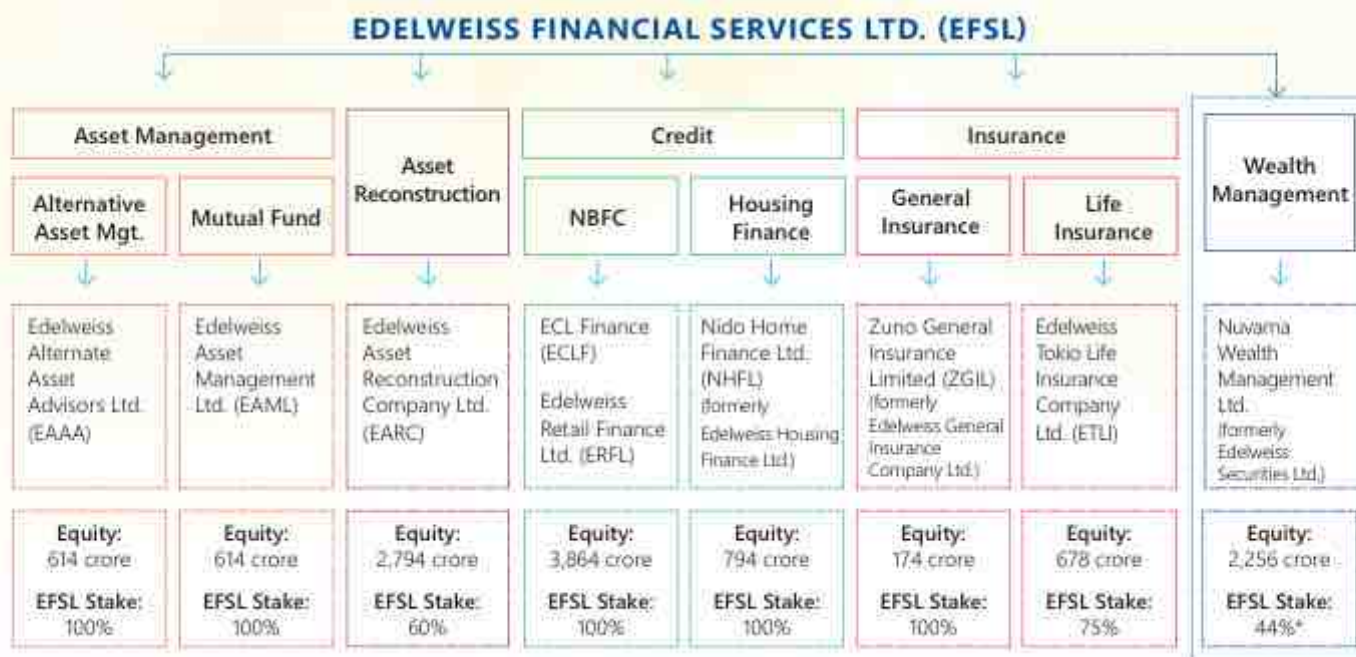 EDELWEISS FINANCIAL SERVICES LTD. (EFSL)
Asset Management
Alternative
Asset Mgt.
Mutual Fund
Asset
Reconstruction
Credit
NBFC
Housing
Finance
Insurance
General
Insurance
Life
Insurance
Wealth
Management
Edelweiss
Alternate
Asset
Advisors Ltd.
(EAAA)
Edelweiss
Asset
Management
Ltd. (EAML)
Edelweiss
Asset
Reconstruction
Company Ltd.
(EARC)
ECL Finance
(ECLF)
Edelweiss
Retail Finance
Ltd. (ERFL)
Nido Home
Finance Ltd.
(NHFL)
(formerly
Edelweiss Housing
Finance Ltd.)
Zuno General
Insurance
Limited (ZGIL)
(formerly
Edelweiss General
Insurance
Company Ltd.)
Edelweiss
Tokio Life
Insurance
Company
Ltd. (ETLI)
Nuvama
Wealth
Management
Ltd.
(formerly
Edelweiss
Securities Ltd.)
Equity:
614 crore
EFSL Stake:
100%
Equity:
614 crore
EFSL Stake:
100%
Equity:
2,794 crore
EFSL Stake:
60%
Equity:
3,864 crore
EFSL Stake:
100%
Equity:
794 crore
EFSL Stake:
100%
Equity:
174 crore
EFSL Stake:
100%
Equity:
678 crore
EFSL Stake:
75%
Equity:
2,256 crore
EFSL Stake:
44%*